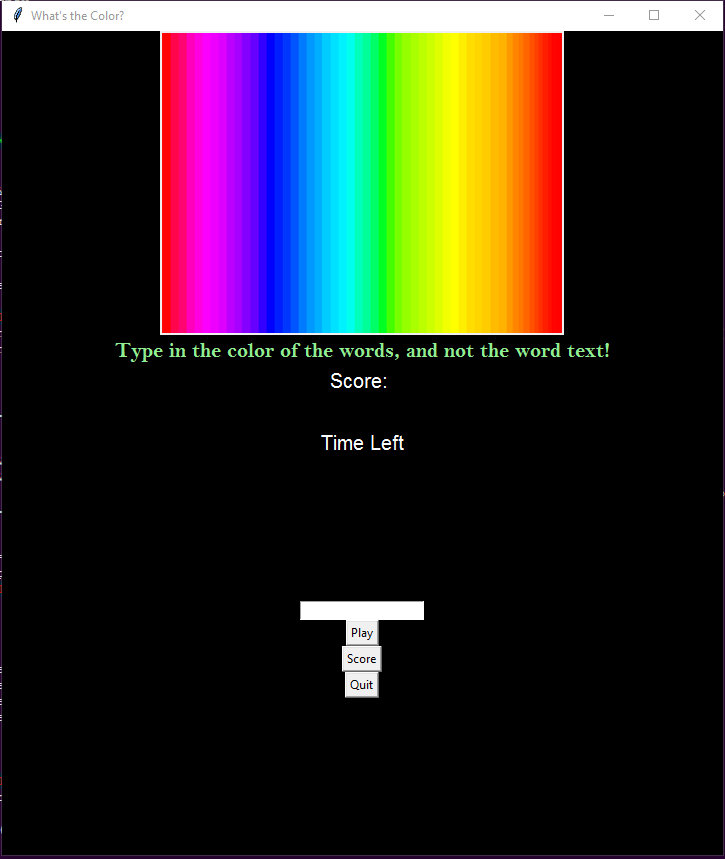 What's the Color?
Type in the color of the words, and not the word text!
Score:
Time Left
Play
Score
Quit